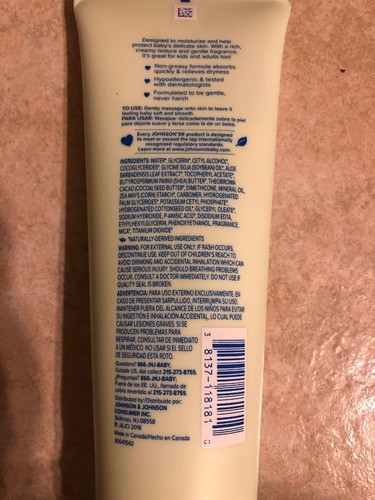 Designed to moisturize and help
protect baby's delicate skin. With a rich,
creamy texture and gentle fragrance,
it's great for kids and adults too!
Non-greasy formula absorbs
quickly & relieves dryness
Hypoallergenic & tested
with dermatologists
Formulated to be gentle,
never harsh
TO USE: Gently massage onto skin to leave it
feeling baby soft and smooth.
PARA USAR: Masajear delicadamente sobre la piel
para dejarla suave y tersa como la de un bebé.
Every JOHNSON'S® product is designed
to meet or exceed the top internationally
recognized regulatory standards.
Learn more at www.johnsonsbaby.com
INGREDIENTS: WATER*, GLYCERIN*, CETYL ALCOHOL*,
COCOGLYCERIDES*, GLYCINE SOJA (SOYBEAN) OIL*, ALOE
BARBADENSIS LEAF EXTRACT*, TOCOPHERYL ACETATE*,
BUTYROSPERMUM PARKII (SHEA) BUTTER*, THEOBROMA
CACAO (COCOA) SEED BUTTER*, DIMETHICONE, MINERAL OIL,
ZEA MAYS (CORN) STARCH*, CARBOMER, HYDROGENATED
PALM GLYCERIDES*, POTASSIUM CETYL PHOSPHATE*,
HYDROGENATED COTTONSEED OIL*, GLYCERYL OLEATE*,
SODIUM HYDROXIDE, P-ANISIC ACID*, DISODIUM EDTA,
ETHYLHEXYLGLYCERIN, PHENOXYETHANOL, FRAGRANCE,
MICA*, TITANIUM DIOXIDE*
*NATURALLY-DERIVED INGREDIENTS
WARNING: FOR EXTERNAL USE ONLY. IF RASH OCCURS,
DISCONTINUE USE. KEEP OUT OF CHILDREN'S REACH TO
AVOID DRINKING AND ACCIDENTAL INHALATION WHICH CAN
CAUSE SERIOUS INJURY. SHOULD BREATHING PROBLEMS
OCCUR, CONSULT A DOCTOR IMMEDIATELY. DO NOT USE IF
QUALITY SEAL IS BROKEN.
ADVERTENCIA: PARA USO EXTERNO EXCLUSIVAMENTE. EN
CASO DE PRESENTAR SARPULLIDO, INTERRUMPA SU USO.
MANTENER FUERA DEL ALCANCE DE LOS NIÑOS PARA EVITAR
SU INGESTIÓN E INHALACIÓN ACCIDENTAL, LO CUAL PUEDE
CAUSAR LESIONES GRAVES. SI SE
PRODUCEN PROBLEMAS PARA
RESPIRAR, CONSULTAR DE INMEDIATO
A UN MÉDICO. NO USAR SI EL SELLO
DE SEGURIDAD ESTÁ ROTO.
Questions? 866-JNJ-BABY;
Outside US, dial collect 215-273-8755.
¿Preguntas? 866-JNJ-BABY;
Fuera de los EE. UU., llamada de
cobro revertido al 215-273-8755.
Distributed by/Distribuido por:
JOHNSON & JOHNSON
CONSUMER INC.
Skillman, NJ 08558
© J&JCI 2018
Made in Canada/Hecho en Canadá
30041542
3 8137-11818-1